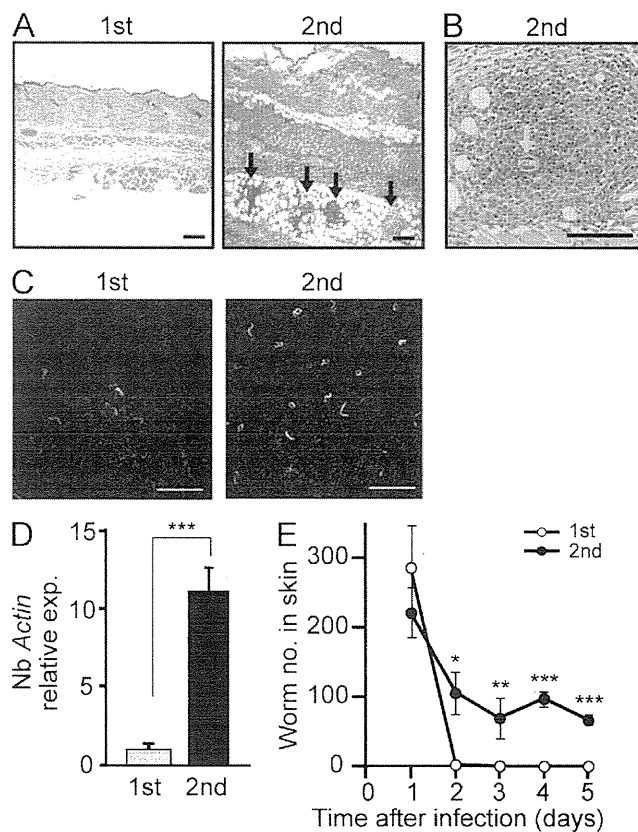 A
1st
2nd
B
2nd
C
1st
2nd
D
***
15
10
5
0
Nb Actin
relative exp.
1st
2nd
E
1st
2nd
300
200
100
0
Worm no. in skin
*
**
***
***
0
1
2
3
4
5
Time after infection (days)